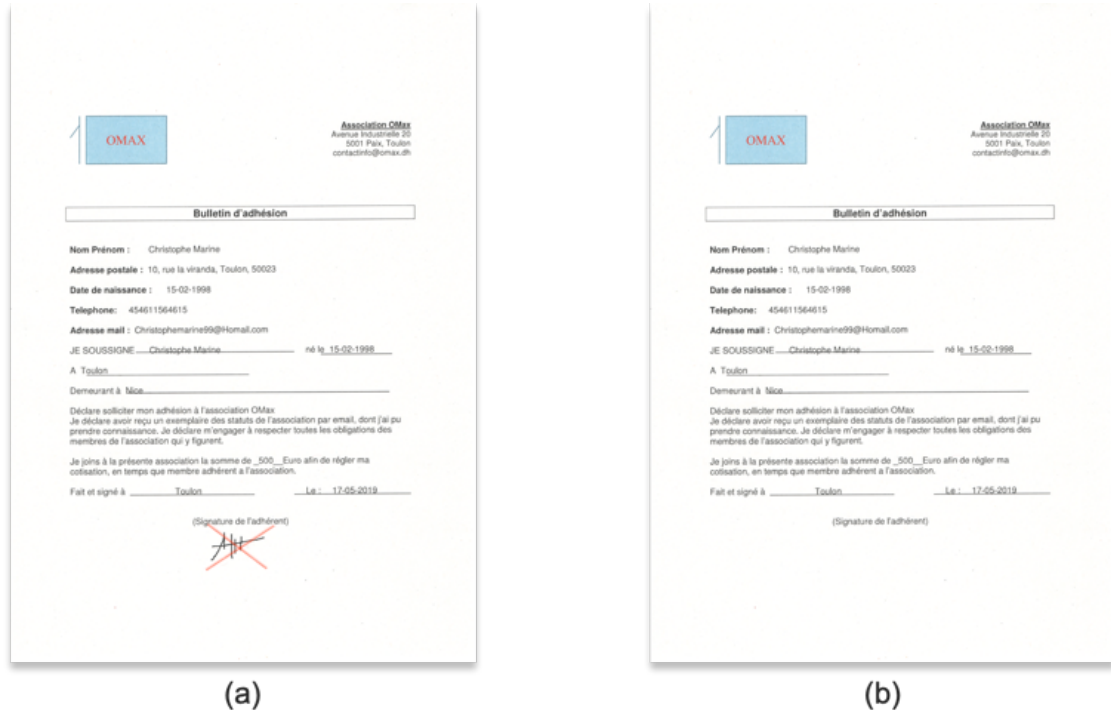 OMAX
Association OMax
Avenue Industrielle 20
5001 Paix, Toulon
contactinfo@omax.dh
Bulletin d'adhésion
Nom Prénom : Christophe Marine
Adresse postale : 10, rue la viranda, Toulon, 50023
Date de naissance : 15-02-1998
Telephone: 454611564615
Adresse mail : Christophemarine99@Homail.com
JE SOUSSIGNE Christophe Marine né le 15-02-1998
A Toulon
Demeurant à Nice
Déclare solliciter mon adhésion à l'association OMax
Je déclare avoir reçu un exemplaire des statuts de l'association par email, dont j'ai pu
prendre connaissance. Je déclare m'engager à respecter toutes les obligations des
membres de l'association qui y figurent.
Je joins à la présente association la somme de _500__Euro afin de régler ma
cotisation, en temps que membre adhérent a l'association.
Fait et signé à Toulon Le : 17-05-2019
(Signature de l'adhérent)
(a)
OMAX
Association OMax
Avenue Industrielle 20
5001 Paix, Toulon
contactinfo@omax.dh
Bulletin d'adhésion
Nom Prénom : Christophe Marine
Adresse postale : 10, rue la viranda, Toulon, 50023
Date de naissance : 15-02-1998
Telephone: 454611564615
Adresse mail : Christophemarine99@Homail.com
JE SOUSSIGNE Christophe Marine né le 15-02-1998
A Toulon
Demeurant à Nice
Déclare solliciter mon adhésion à l'association OMax
Je déclare avoir reçu un exemplaire des statuts de l'association par email, dont j'ai pu
prendre connaissance. Je déclare m'engager à respecter toutes les obligations des
membres de l'association qui y figurent.
Je joins à la présente association la somme de _500__Euro afin de régler ma
cotisation, en temps que membre adhérent a l'association.
Fait et signé à Toulon Le : 17-05-2019
(Signature de l'adhérent)
(b)